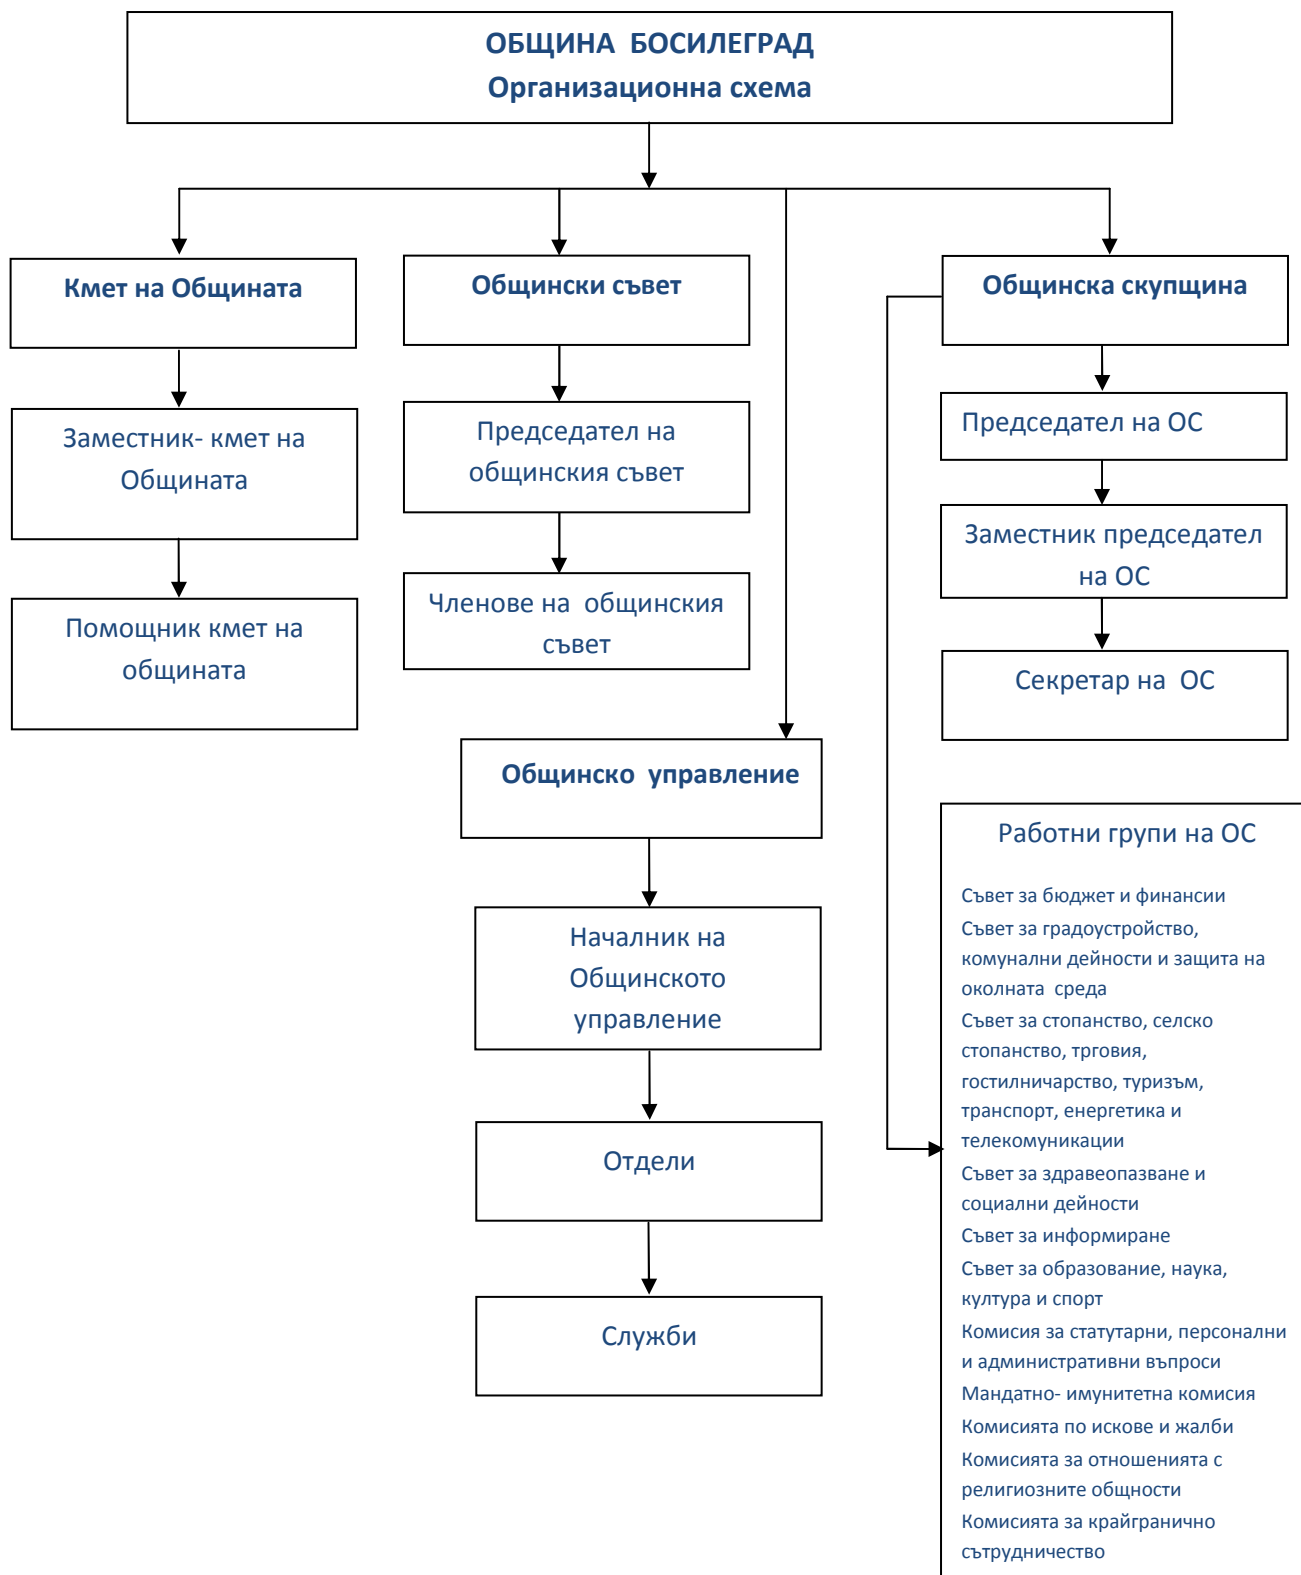 ОБЩИНА БОСИЛЕГРАД
Организационна схема
Кмет на Общината
Заместник- кмет на
Общината
Помощник кмет на
общината
Общински съвет
Председател на
общинския съвет
Членове на общинския
съвет
Общинско управление
Началник на
Общинското
управление
Отдели
Служби
Общинска скупщина
Председател на ОС
Заместник председател
на ОС
Секретар на ОС
Работни групи на ОС
Съвет за бюджет и финансии
Съвет за градоустройство,
комунални дейности и защита на
околната среда
Съвет за стопанство, селско
стопанство, трговия,
гостилничарство, туризъм,
транспорт, енергетика и
телекомуникации
Съвет за здравеопазване и
социални дейности
Съвет за информиране
Съвет за образование, наука,
култура и спорт
Комисия за статутарни, персонални
и административни въпроси
Мандатно- имунитетна комисия
Комисията по искове и жалби
Комисията за отношенията с
религиозните общности
Комисията за крайгранично
сътрудничество